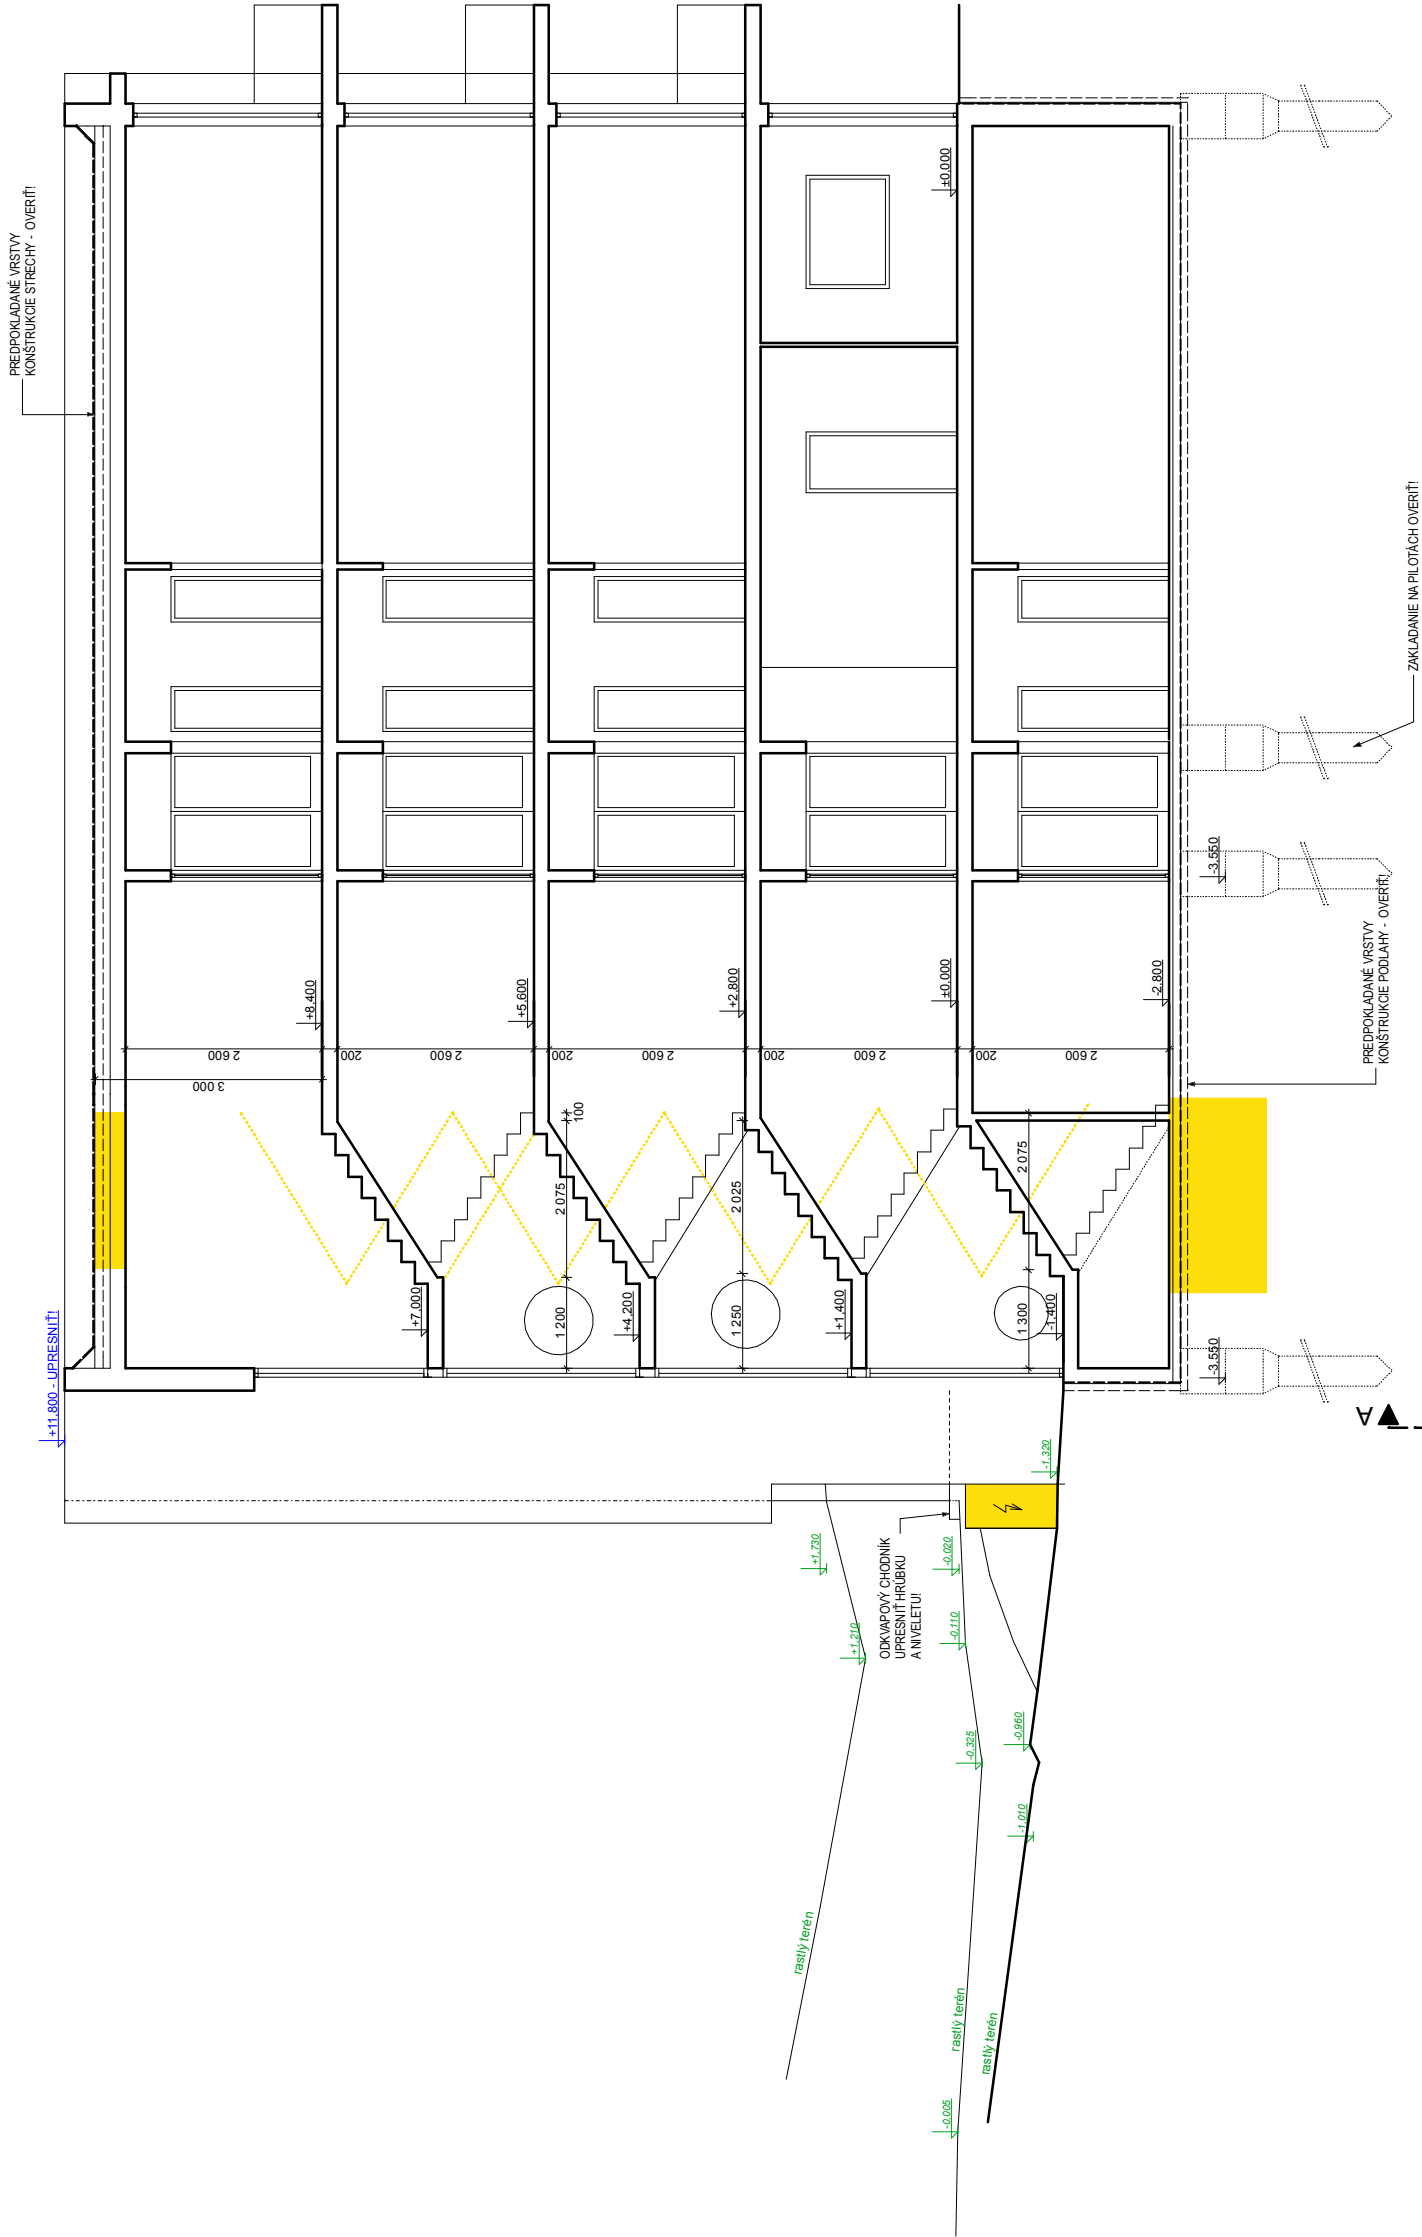 PREDPOKLADANÉ VRSTVY
KONŠTRUKCIE STRECHY - OVERIŤ!
+11,800 - UPRESNIŤ!
±0.000
+8,400
+5,600
+2,800
±0.000
-2,800
2 600
200
2 600
200
2 600
200
2 600
200
2 600
3 000
100
2 075
1 200
2 025
1 250
2 075
1 300
+7,000
+4,200
+1,400
-1,400
-3,550
-3,550
ZAKLADANIE NA PILOTÁCH OVERIŤ!
PREDPOKLADANÉ VRSTVY
KONŠTRUKCIE PODLAHY - OVERIŤ!
A
ODKVAPOVÝ CHODNÍK
UPRESNIŤ HRÚBKU
A NIVELETU!
-1,320
+1,730
-0,020
+1,210
-0,110
-0,325
-0,960
-1,010
-0,005
rastlý terén
rastlý terén
rastlý terén